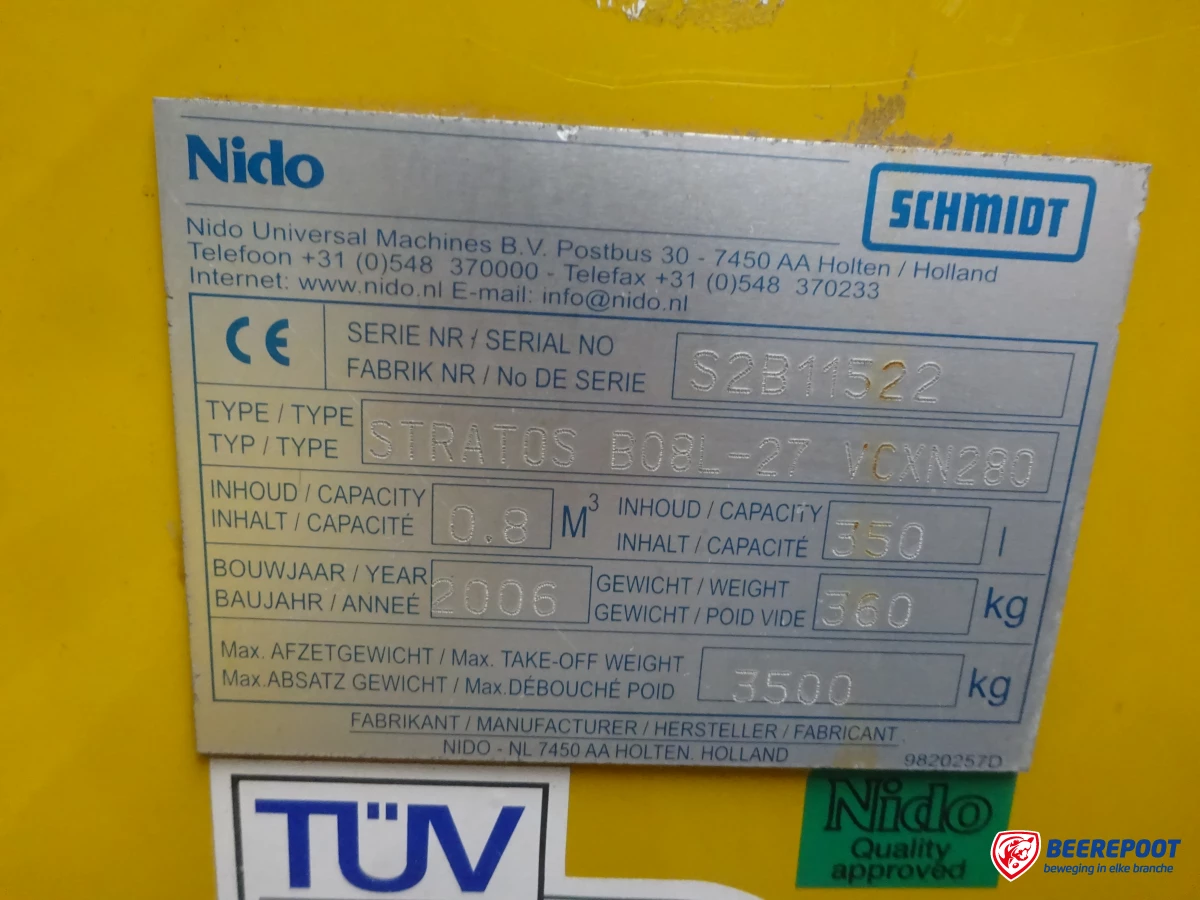 Nido
SCHMIDT
Nido Universal Machines B.V. Postbus 30 - 7450 AA Holten / Holland
Telefoon +31 (0)548 370000 - Telefax +31 (0)548 370233
Internet: www.nido.nl E-mail: info@nido.nl
CE
SERIE NR / SERIAL NO
FABRIK NR / No DE SERIE
S2B11522
TYPE / TYPE
TYP / TYPE
STRATOS B08L-27 VCXN280
INHOUD / CAPACITY
INHALT / CAPACITÉ
0.8 M³
INHOUD / CAPACITY
INHALT / CAPACITÉ
350 l
BOUWJAAR / YEAR
BAUJAHR / ANNEÉ
2006
GEWICHT / WEIGHT
GEWICHT / POID VIDE
360 kg
Max. AFZETGEWICHT / Max. TAKE-OFF WEIGHT
Max.ABSATZ GEWICHT / Max.DÉBOUCHÉ POID
3500 kg
FABRIKANT / MANUFACTURER / HERSTELLER / FABRICANT
NIDO - NL 7450 AA HOLTEN. HOLLAND
9820257D
TÜV
Nido
Quality
approved
BEEREPOOT
beweging in elke branche